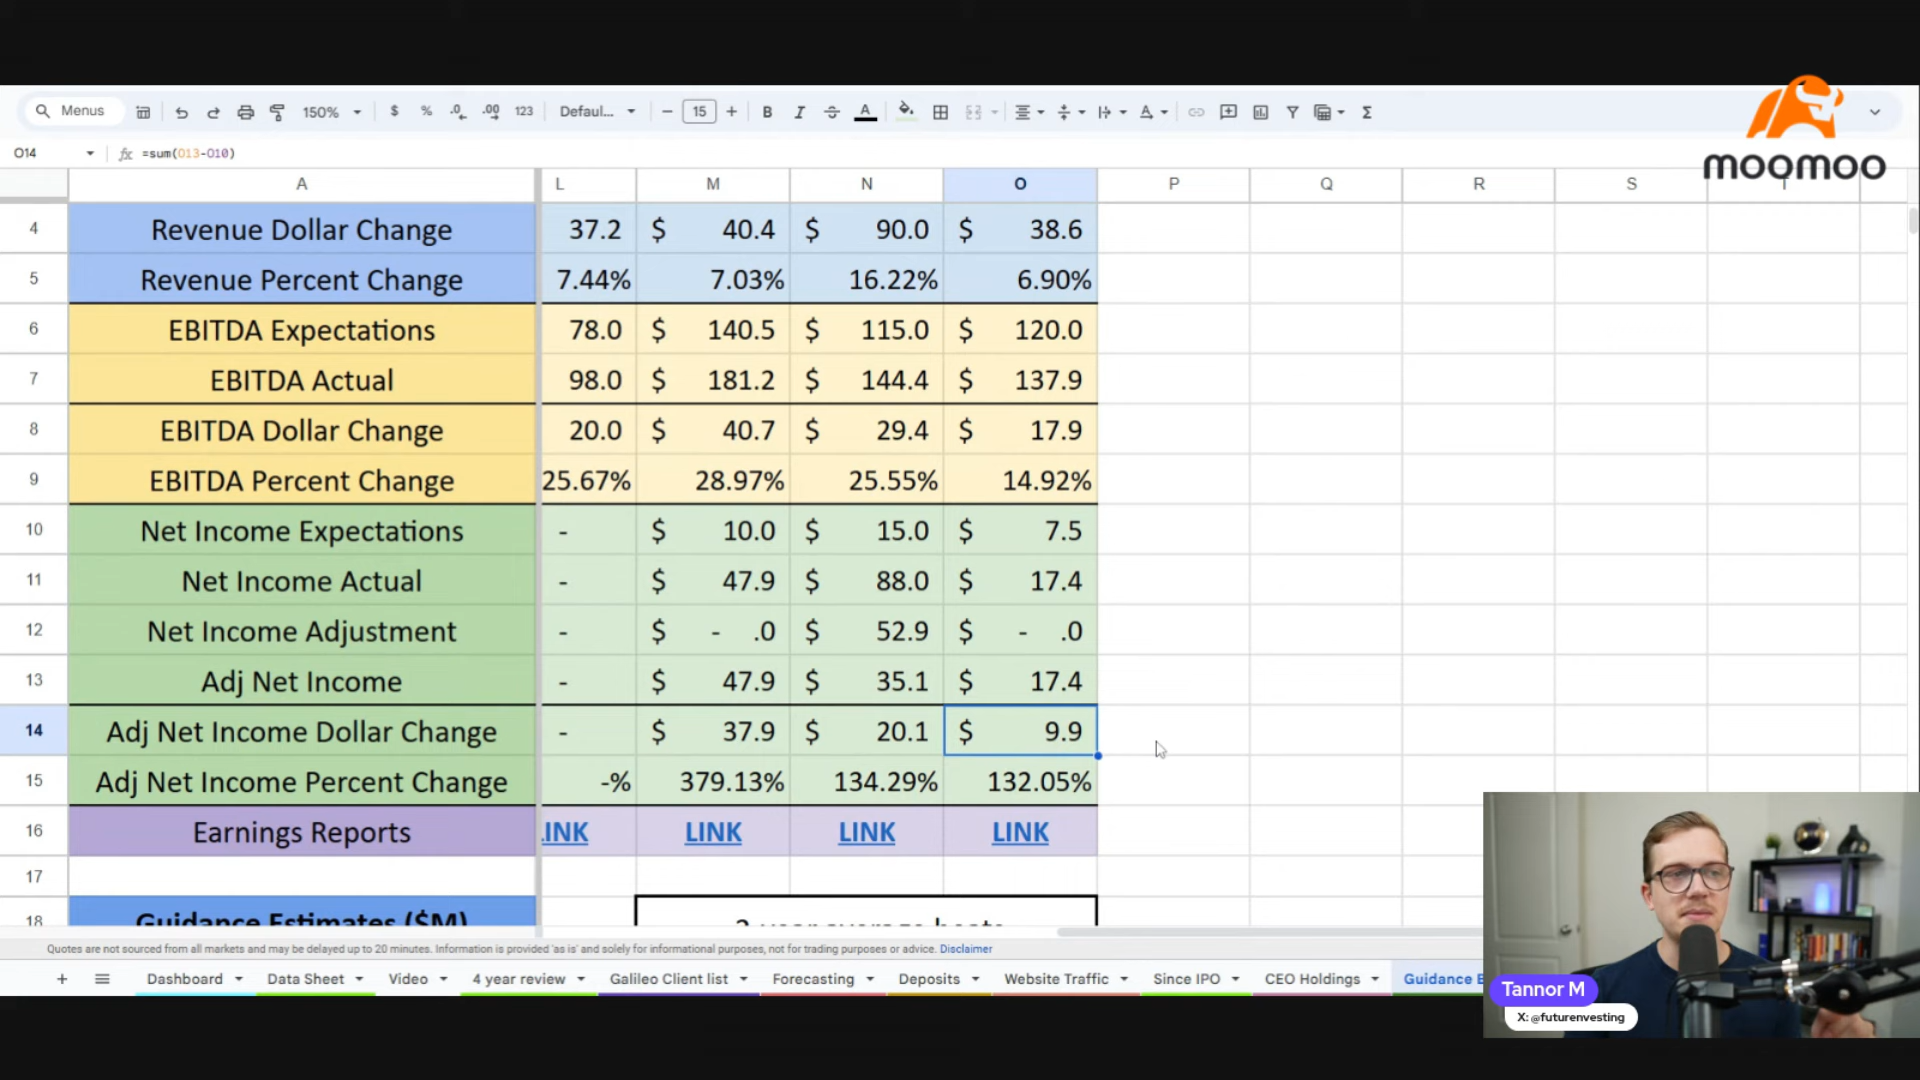 moomoo
Menus 150% $ % .0 .00 123 Defaul... 15 B I A Σ
O14 fx =sum(O13-O10)
A L M N O P Q R S T
4 Revenue Dollar Change 37.2 $ 40.4 $ 90.0 $ 38.6
5 Revenue Percent Change 7.44% 7.03% 16.22% 6.90%
6 EBITDA Expectations 78.0 $ 140.5 $ 115.0 $ 120.0
7 EBITDA Actual 98.0 $ 181.2 $ 144.4 $ 137.9
8 EBITDA Dollar Change 20.0 $ 40.7 $ 29.4 $ 17.9
9 EBITDA Percent Change 25.67% 28.97% 25.55% 14.92%
10 Net Income Expectations - $ 10.0 $ 15.0 $ 7.5
11 Net Income Actual - $ 47.9 $ 88.0 $ 17.4
12 Net Income Adjustment - $ - .0 $ 52.9 $ - .0
13 Adj Net Income - $ 47.9 $ 35.1 $ 17.4
14 Adj Net Income Dollar Change - $ 37.9 $ 20.1 $ 9.9
15 Adj Net Income Percent Change -% 379.13% 134.29% 132.05%
16 Earnings Reports LINK LINK LINK LINK
17
18 Guidance Estimates ($M)
Quotes are not sourced from all markets and may be delayed up to 20 minutes. Information is provided 'as is' and solely for informational purposes, not for trading purposes or advice. Disclaimer
+ Dashboard Data Sheet Video 4 year review Galileo Client list Forecasting Deposits Website Traffic Since IPO CEO Holdings Guidance
Tannor M
X: @futurenvesting